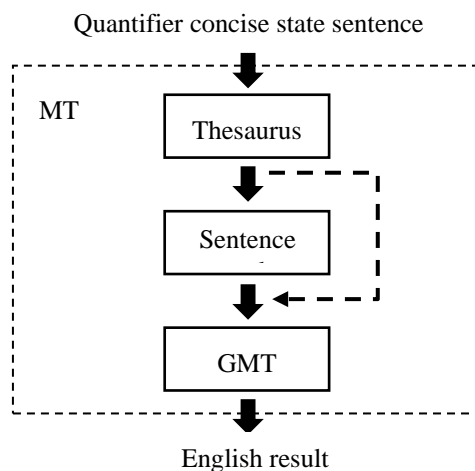 Quantifier concise state sentence
MT
Thesaurus
Sentence
GMT
English result